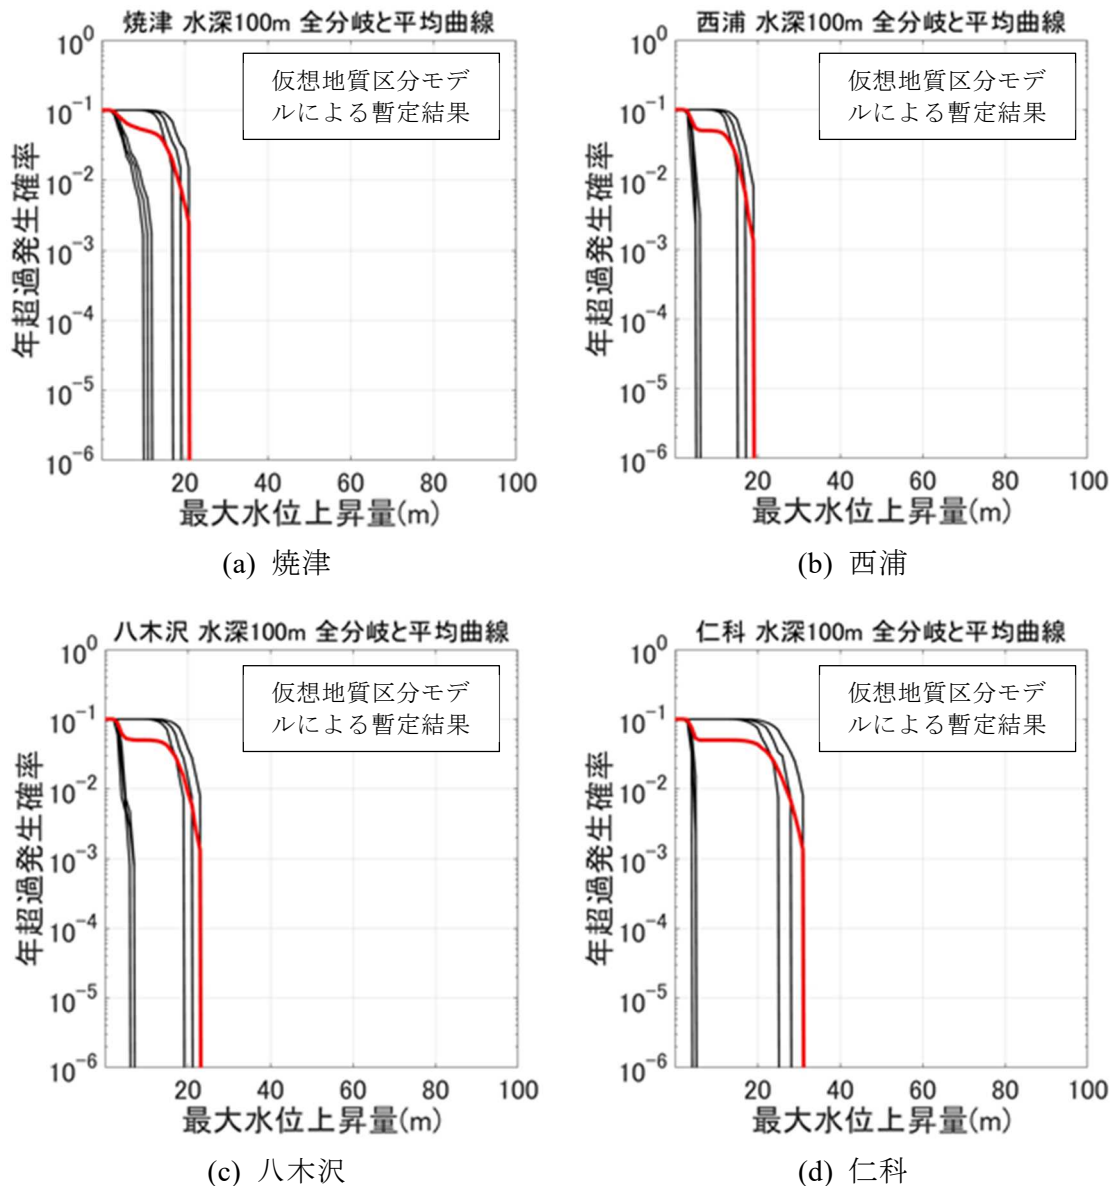 焼津 水深100m 全分岐と平均曲線
仮想地質区分モデ
ルによる暫定結果
年超過発生確率
10⁰
10⁻¹
10⁻²
10⁻³
10⁻⁴
10⁻⁵
10⁻⁶
20 40 60 80 100
最大水位上昇量(m)
(a) 焼津
西浦 水深100m 全分岐と平均曲線
仮想地質区分モデ
ルによる暫定結果
年超過発生確率
10⁰
10⁻¹
10⁻²
10⁻³
10⁻⁴
10⁻⁵
10⁻⁶
20 40 60 80 100
最大水位上昇量(m)
(b) 西浦
八木沢 水深100m 全分岐と平均曲線
仮想地質区分モデ
ルによる暫定結果
年超過発生確率
10⁰
10⁻¹
10⁻²
10⁻³
10⁻⁴
10⁻⁵
10⁻⁶
20 40 60 80 100
最大水位上昇量(m)
(c) 八木沢
仁科 水深100m 全分岐と平均曲線
仮想地質区分モデ
ルによる暫定結果
年超過発生確率
10⁰
10⁻¹
10⁻²
10⁻³
10⁻⁴
10⁻⁵
10⁻⁶
20 40 60 80 100
最大水位上昇量(m)
(d) 仁科